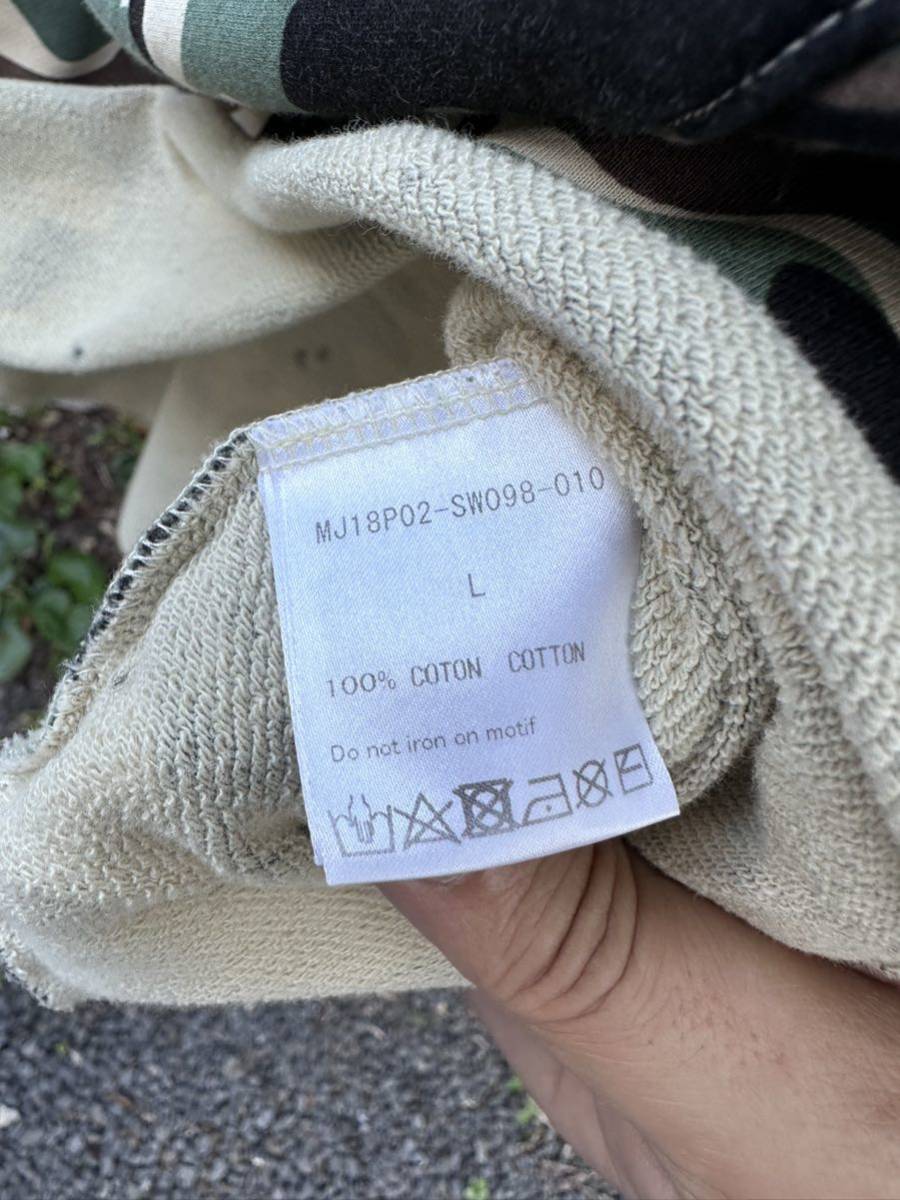 MJ18P02-SW098-010
L
100% COTON COTTON
Do not iron on motif